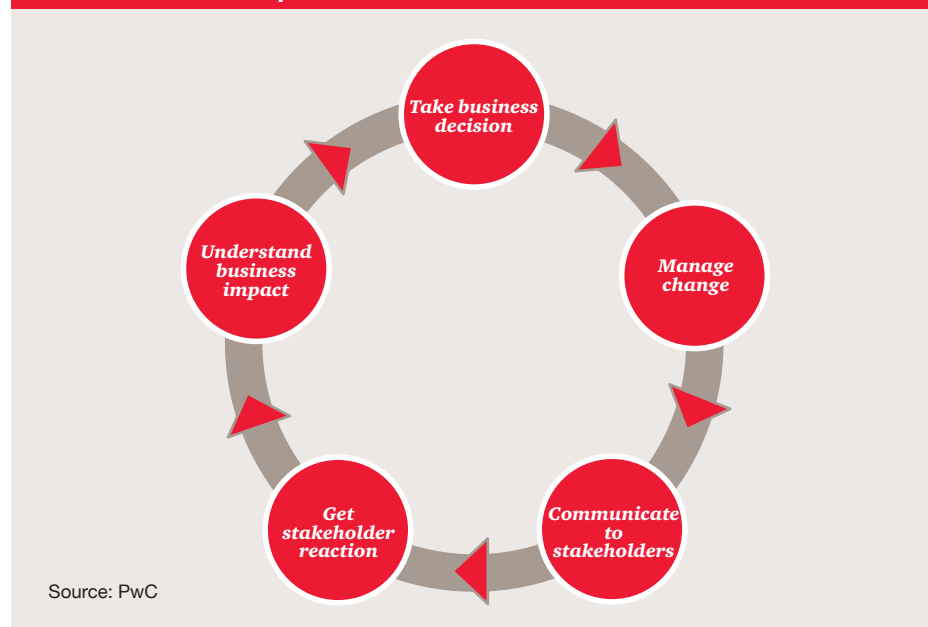 Take business
decision
Manage
change
Communicate
to
stakeholders
Get
stakeholder
reaction
Understand
business
impact
Source: PwC